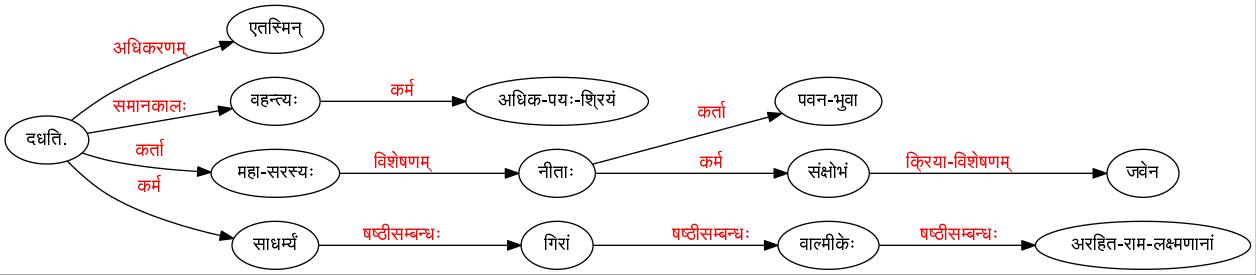 एतस्मिन्
अधिकरणम्
कर्म
वहन्त्यः
अधिक-पयः-श्रियं
पवन-भुवा
समानकालः
कर्ता
दधति.
कर्ता
विशेषणम्
कर्म
क्रिया-विशेषणम्
महा-सरस्यः
नीताः
संक्षोभं
जवेन
कर्म
षष्ठीसम्बन्धः
षष्ठीसम्बन्धः
षष्ठीसम्बन्धः
साधर्म्यं
गिरां
वाल्मीकेः
अरहित-राम-लक्ष्मणानां